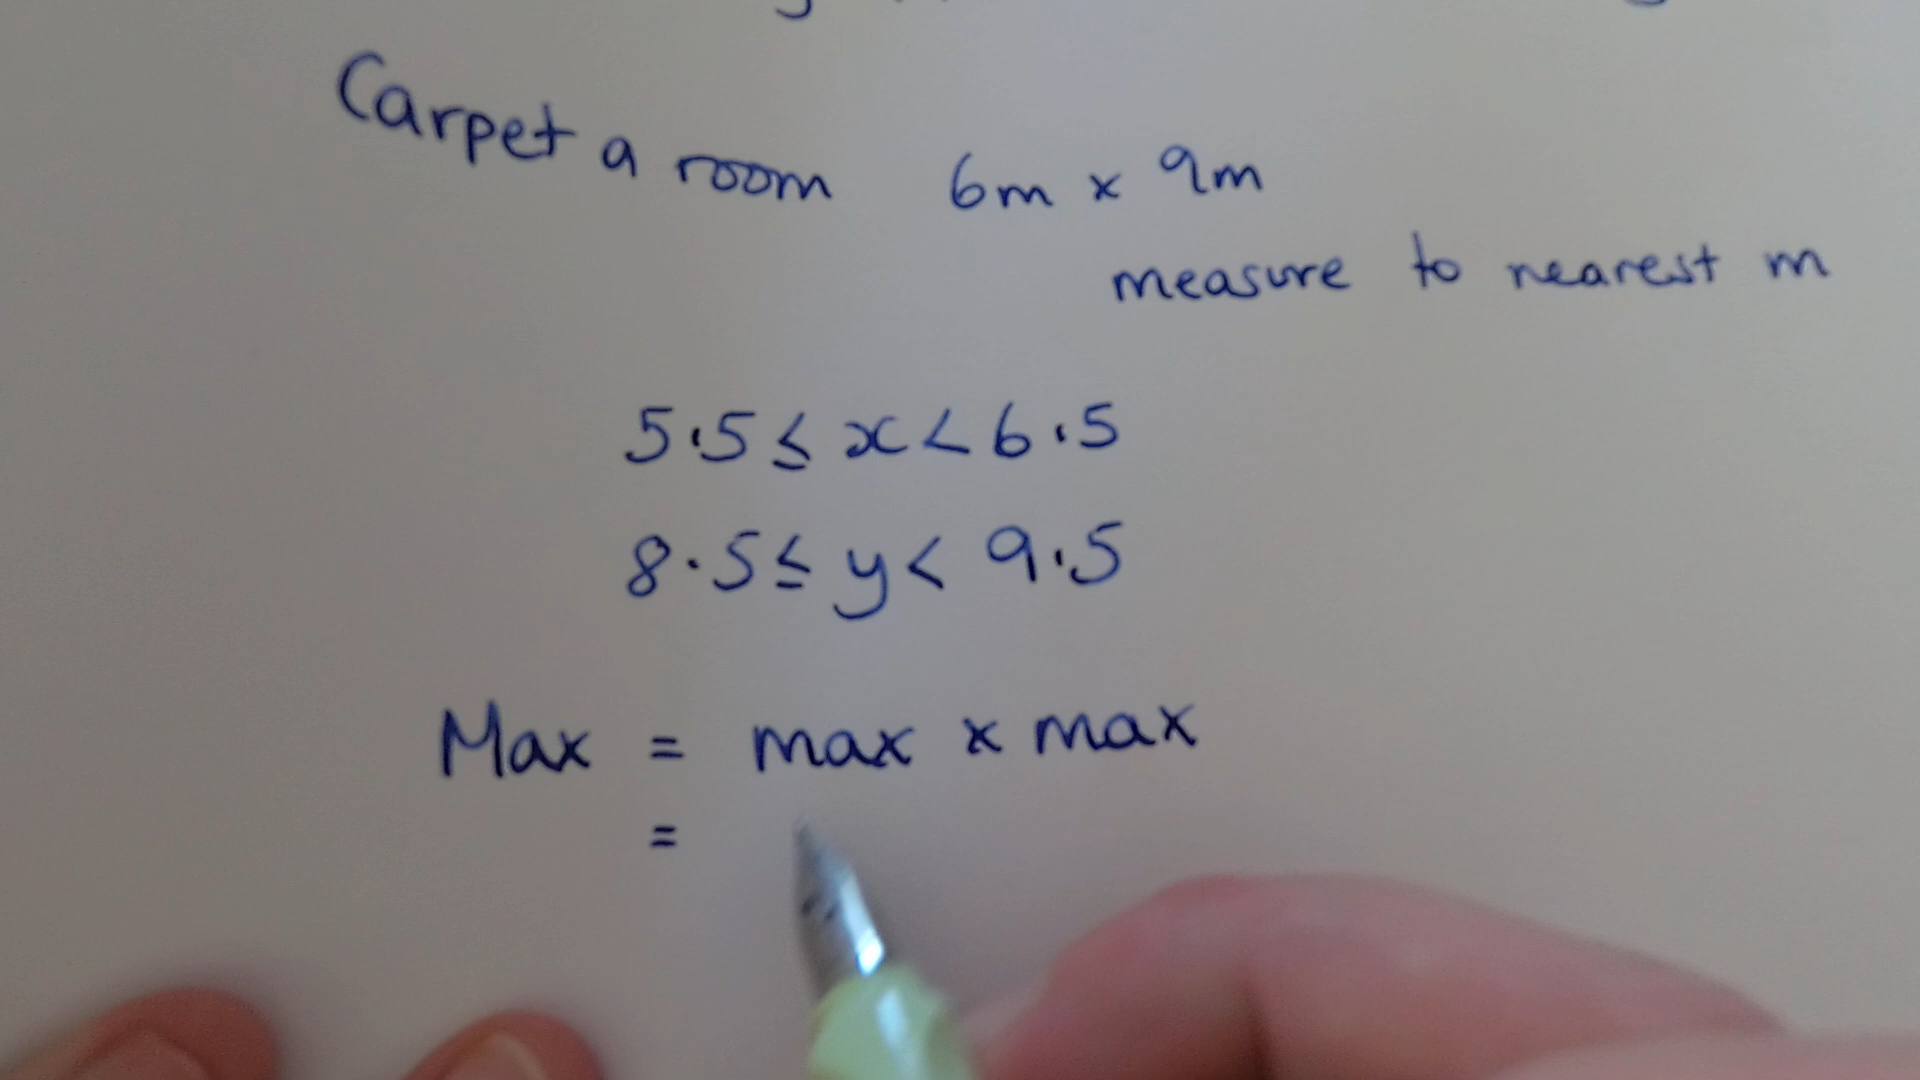 Carpet a room 6m × 9m
measure to nearest m
5.5 ≤ x < 6.5
8.5 ≤ y < 9.5
Max = max × max
=